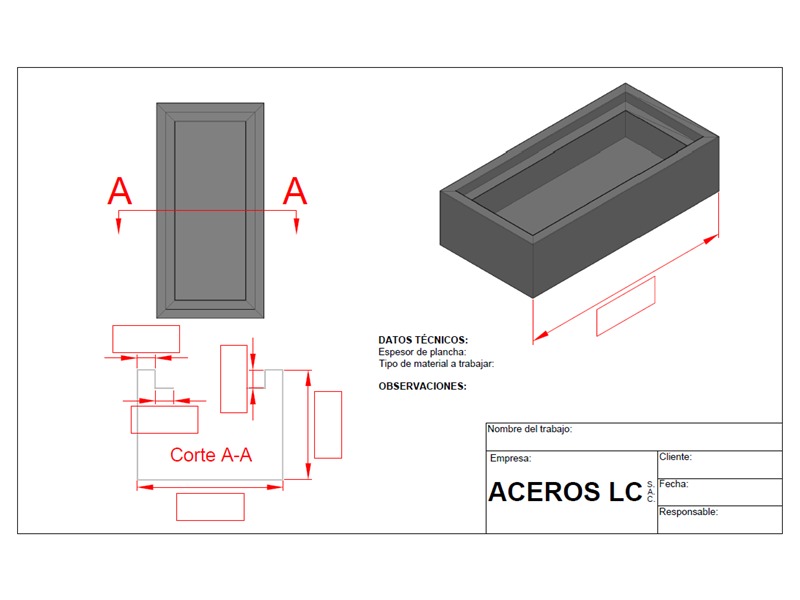 A
A
DATOS TÉCNICOS:
Espesor de plancha:
Tipo de material a trabajar:
OBSERVACIONES:
Corte A-A
Nombre del trabajo:
Empresa:
ACEROS LC S.A.C.
Cliente:
Fecha:
Responsable: